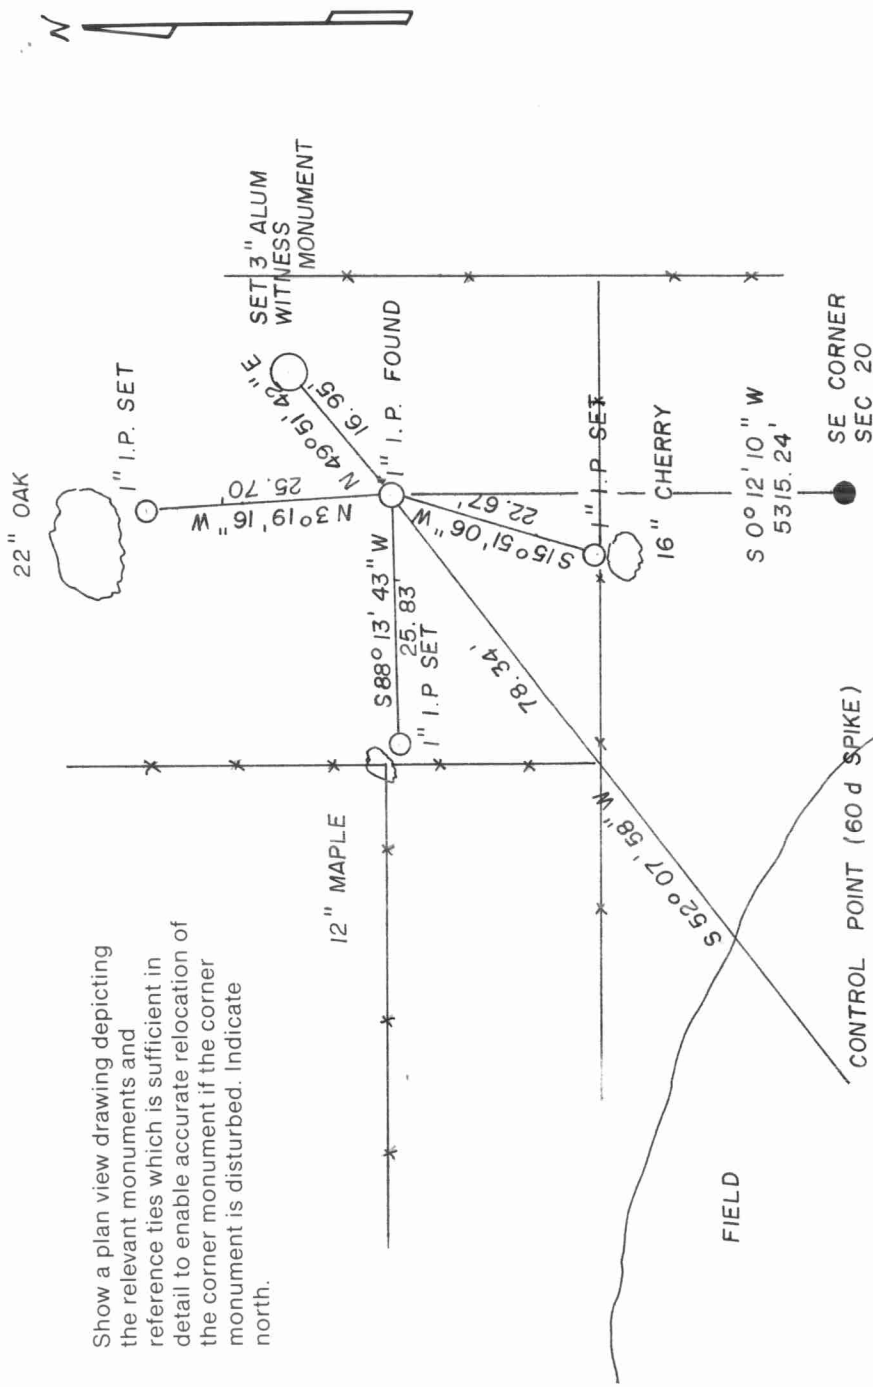 Show a plan view drawing depicting
the relevant monuments and
reference ties which is sufficient in
detail to enable accurate relocation of
the corner monument if the corner
monument is disturbed. Indicate
north.
N
22" OAK
1" I.P. SET
SET 3" ALUM
WITNESS
MONUMENT
N 3° 19' 16" W
25.70'
N 49° 51' 42" E
16.95'
1" I.P. FOUND
12" MAPLE
S 88° 13' 43" W
25.83'
1" I.P SET
S 15° 51' 06" W
22.67'
1" I.P SET
16" CHERRY
78.34'
S 52° 07' 58" W
S 0° 12' 10" W
5315.24'
SE CORNER
SEC 20
FIELD
CONTROL POINT (60 d SPIKE)